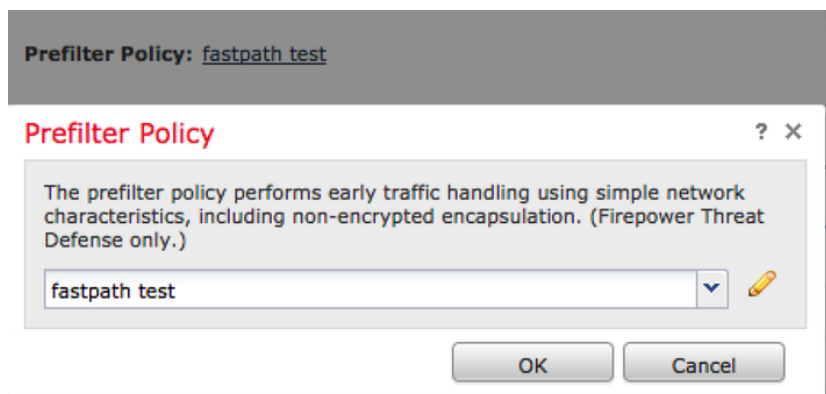 Prefilter Policy: fastpath test
Prefilter Policy ? ×
The prefilter policy performs early traffic handling using simple network
characteristics, including non-encrypted encapsulation. (Firepower Threat
Defense only.)
fastpath test
OK Cancel